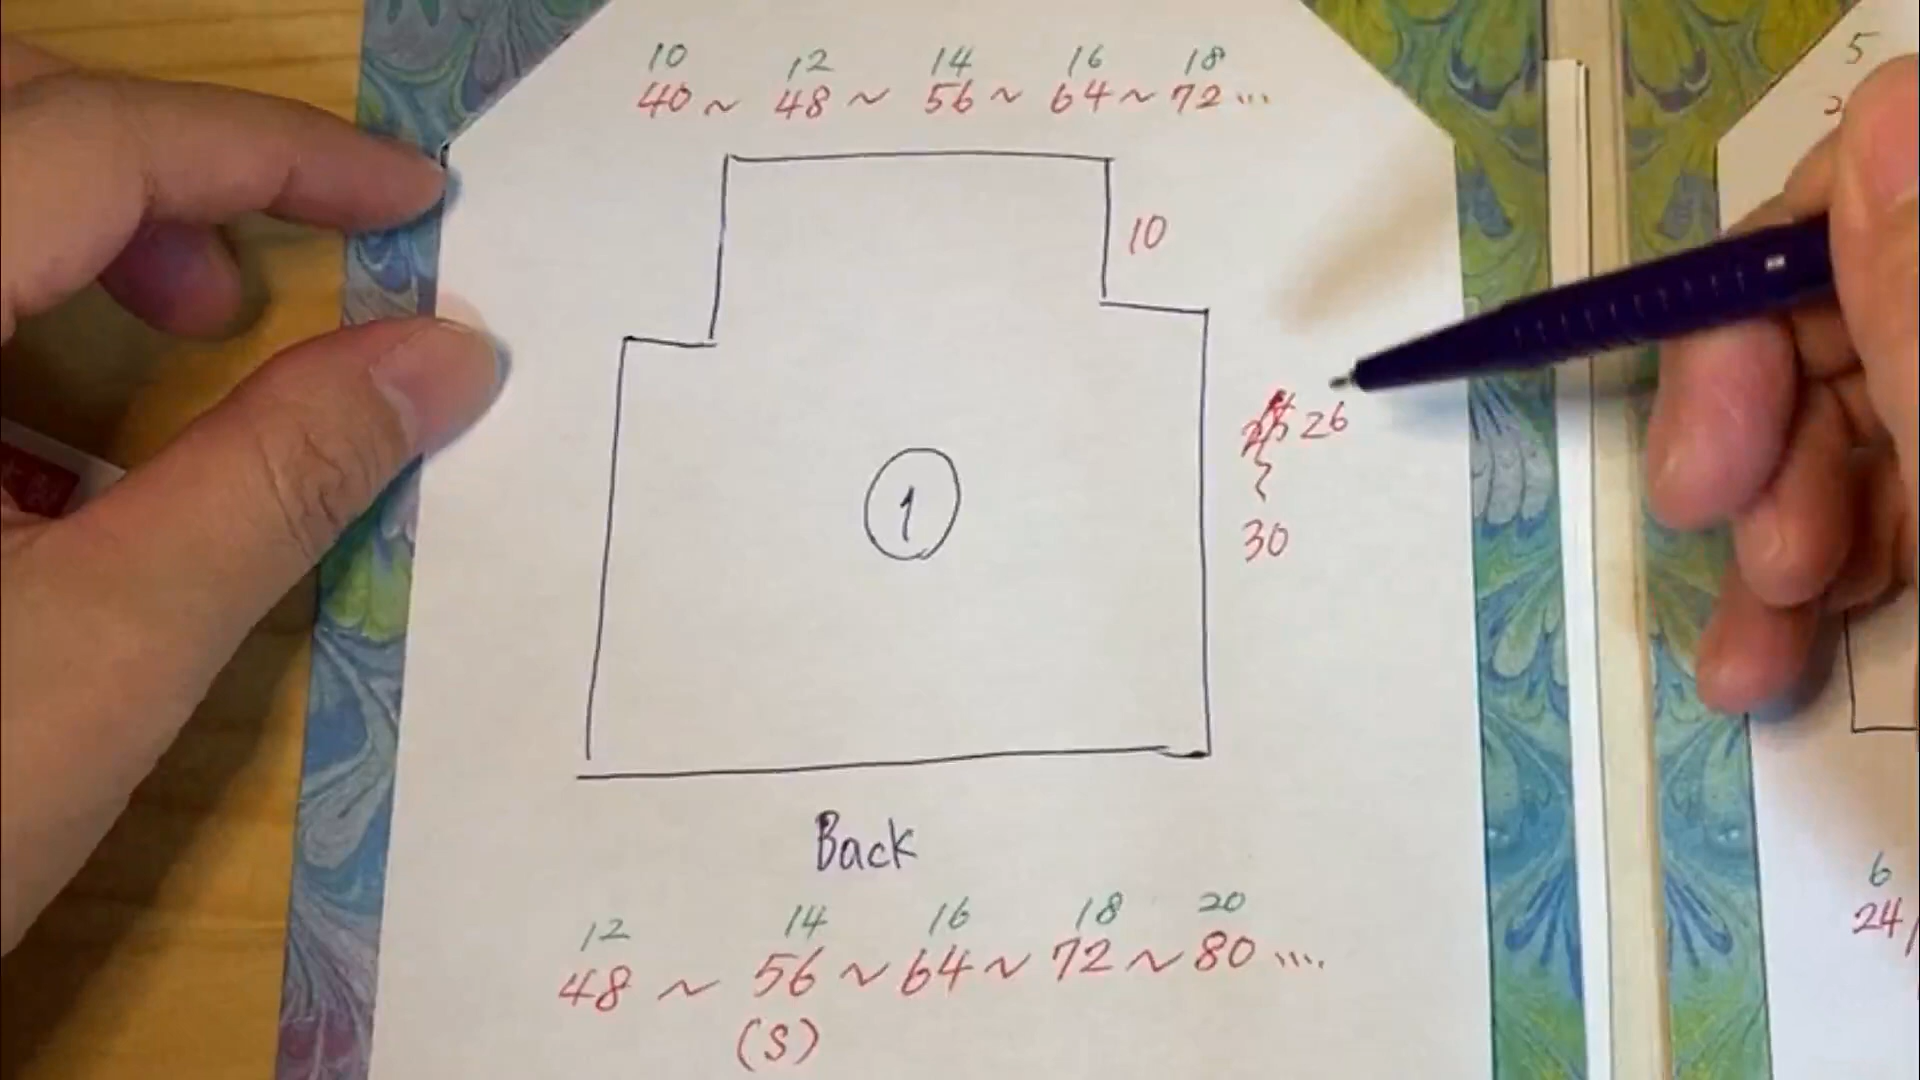 10 12 14 16 18
40 ~ 48 ~ 56 ~ 64 ~ 72 ...
10
26
~
30
1
Back
12 14 16 18 20
48 ~ 56 ~ 64 ~ 72 ~ 80 ....
(S)
5
2
6
24/